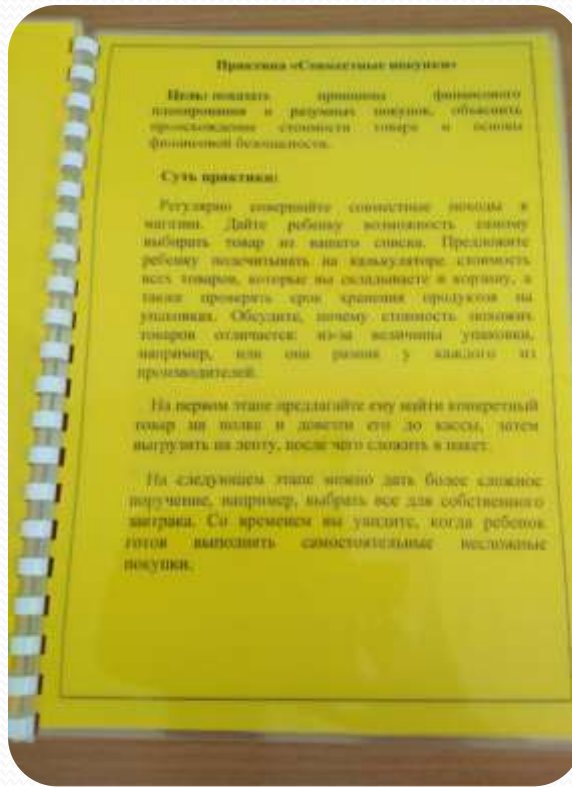 Практика «Совместные покупки»
Цель: показать принципы финансового
планирования и разумных покупок, объяснить
происхождение стоимости товара и основы
финансовой безопасности.
Суть практики:
Регулярно совершайте совместные походы в
магазин. Дайте ребенку возможность самому
выбирать товар из вашего списка. Предложите
ребенку подсчитывать на калькуляторе стоимость
всех товаров, которые вы складываете в корзину, а
также проверять срок хранения продуктов на
упаковках. Обсудите, почему стоимость похожих
товаров отличается: из-за величины упаковки,
например, или она разная у каждого из
производителей.
На первом этапе предлагайте ему найти конкретный
товар на полке и довезти его до кассы, затем
выгрузить на ленту, после чего сложить в пакет.
На следующем этапе можно дать более сложное
поручение, например, выбрать все для собственного
завтрака. Со временем вы увидите, когда ребенок
готов выполнять самостоятельные несложные
покупки.